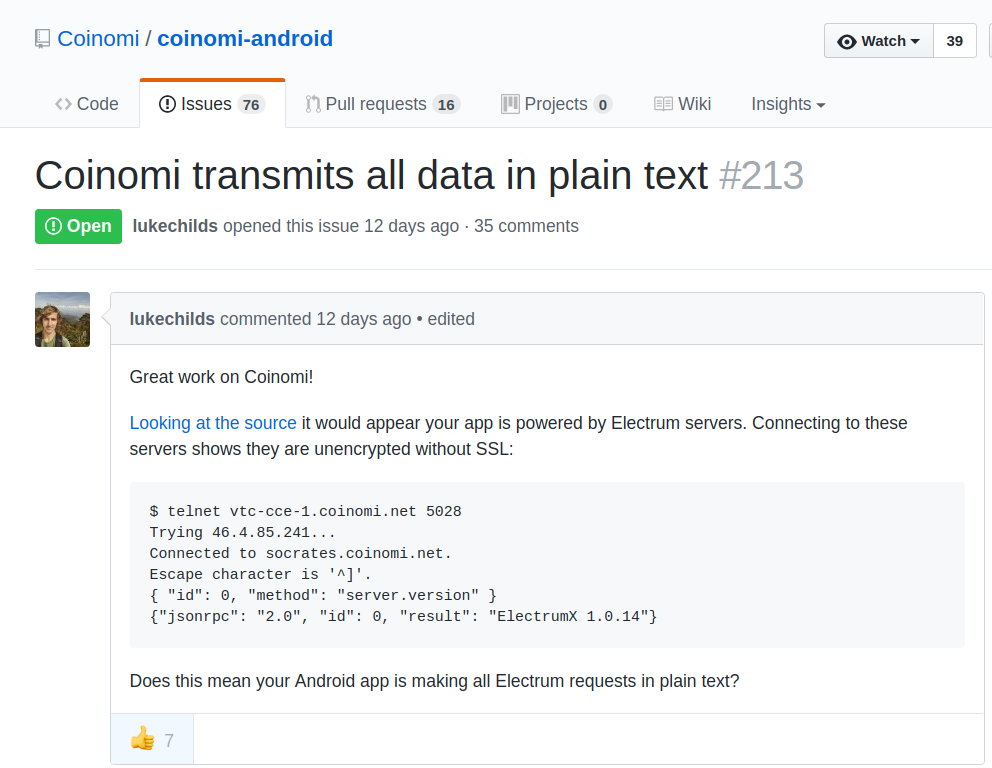 Coinomi / coinomi-android
Watch 39
Code Issues 76 Pull requests 16 Projects 0 Wiki Insights
Coinomi transmits all data in plain text #213
Open lukechilds opened this issue 12 days ago · 35 comments
lukechilds commented 12 days ago • edited
Great work on Coinomi!
Looking at the source it would appear your app is powered by Electrum servers. Connecting to these
servers shows they are unencrypted without SSL:
$ telnet vtc-cce-1.coinomi.net 5028
Trying 46.4.85.241...
Connected to socrates.coinomi.net.
Escape character is '^]'.
{ "id": 0, "method": "server.version" }
{"jsonrpc": "2.0", "id": 0, "result": "ElectrumX 1.0.14"}
Does this mean your Android app is making all Electrum requests in plain text?
👍 7